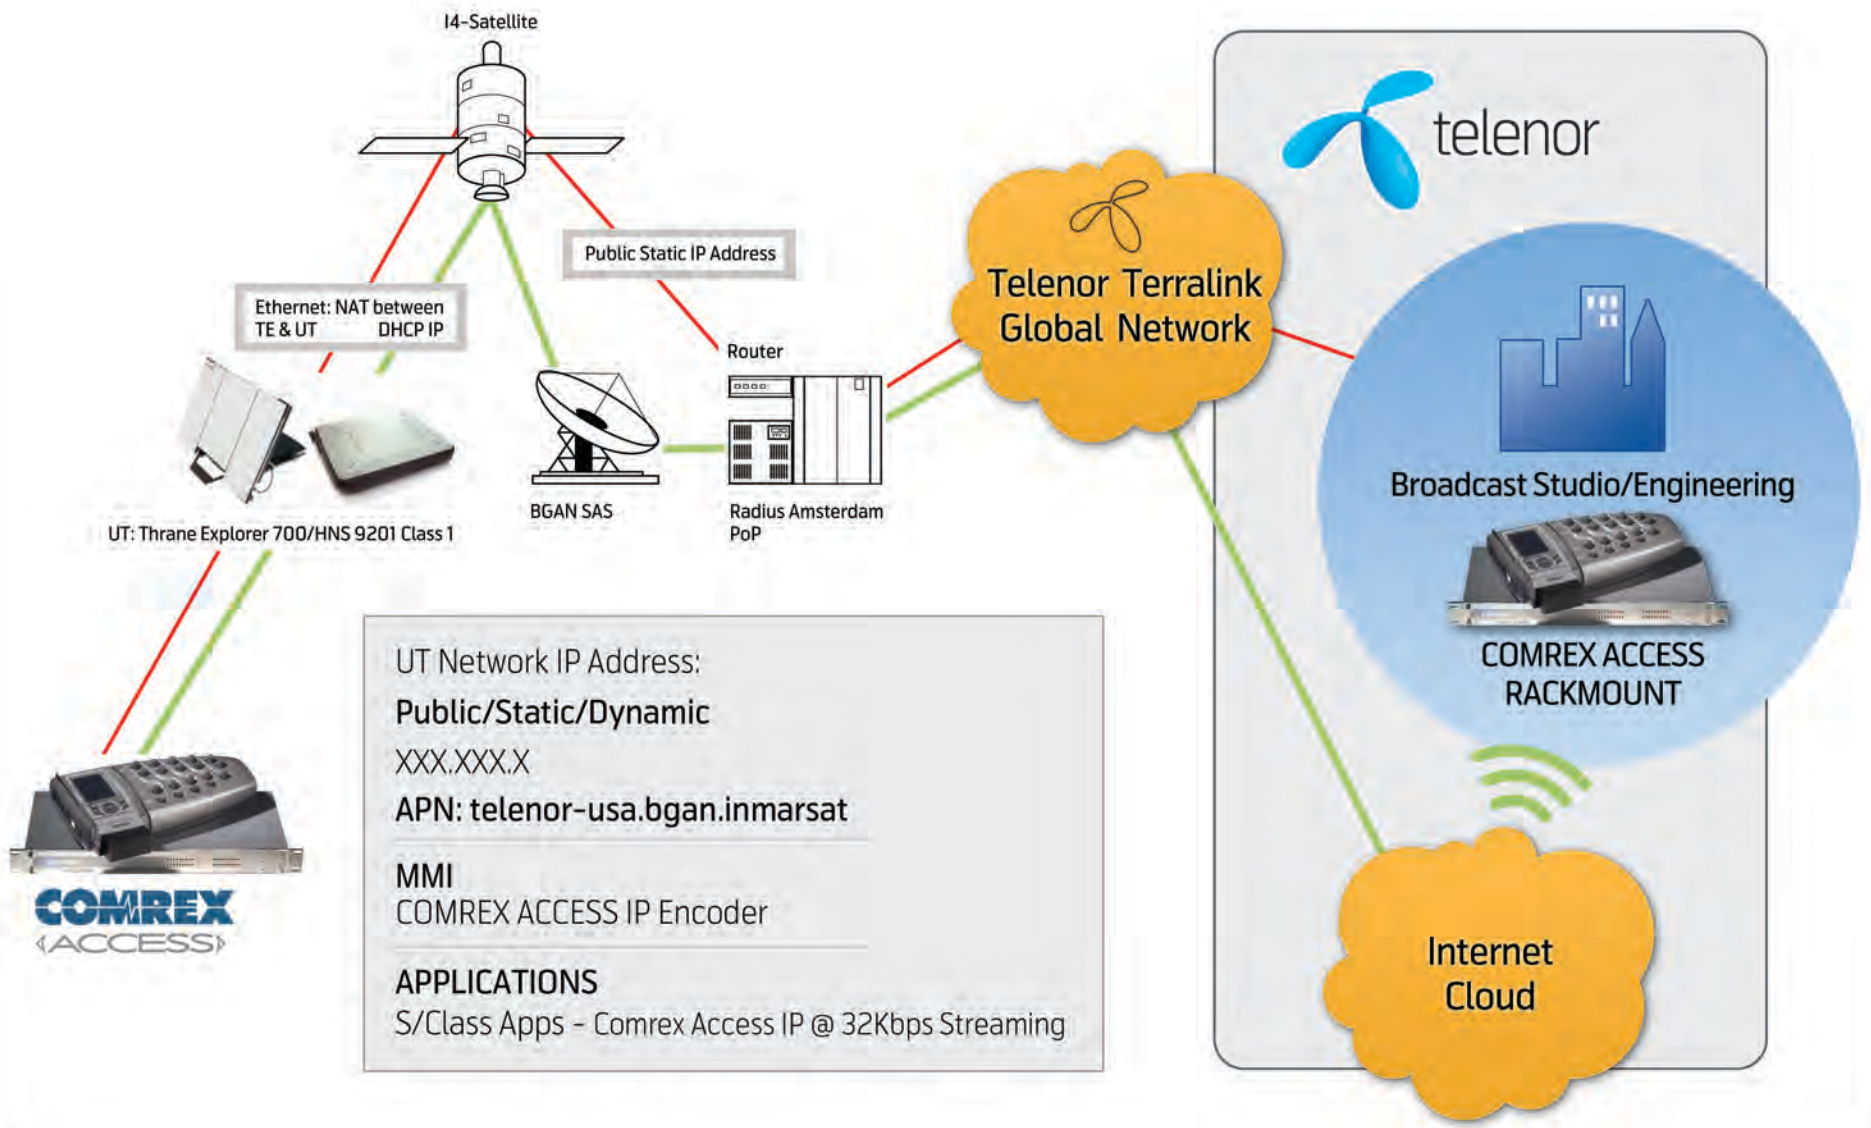 I4-Satellite
telenor
Public Static IP Address
Ethernet: NAT between
TE & UT DHCP IP
Router
Telenor Terralink
Global Network
UT: Thrane Explorer 700/HNS 9201 Class 1
BGAN SAS
Radius Amsterdam
PoP
Broadcast Studio/Engineering
COMREX ACCESS
RACKMOUNT
UT Network IP Address:
Public/Static/Dynamic
XXX.XXX.X
APN: telenor-usa.bgan.inmarsat
MMI
COMREX ACCESS IP Encoder
APPLICATIONS
S/Class Apps - Comrex Access IP @ 32Kbps Streaming
COMREX
ACCESS
Internet
Cloud